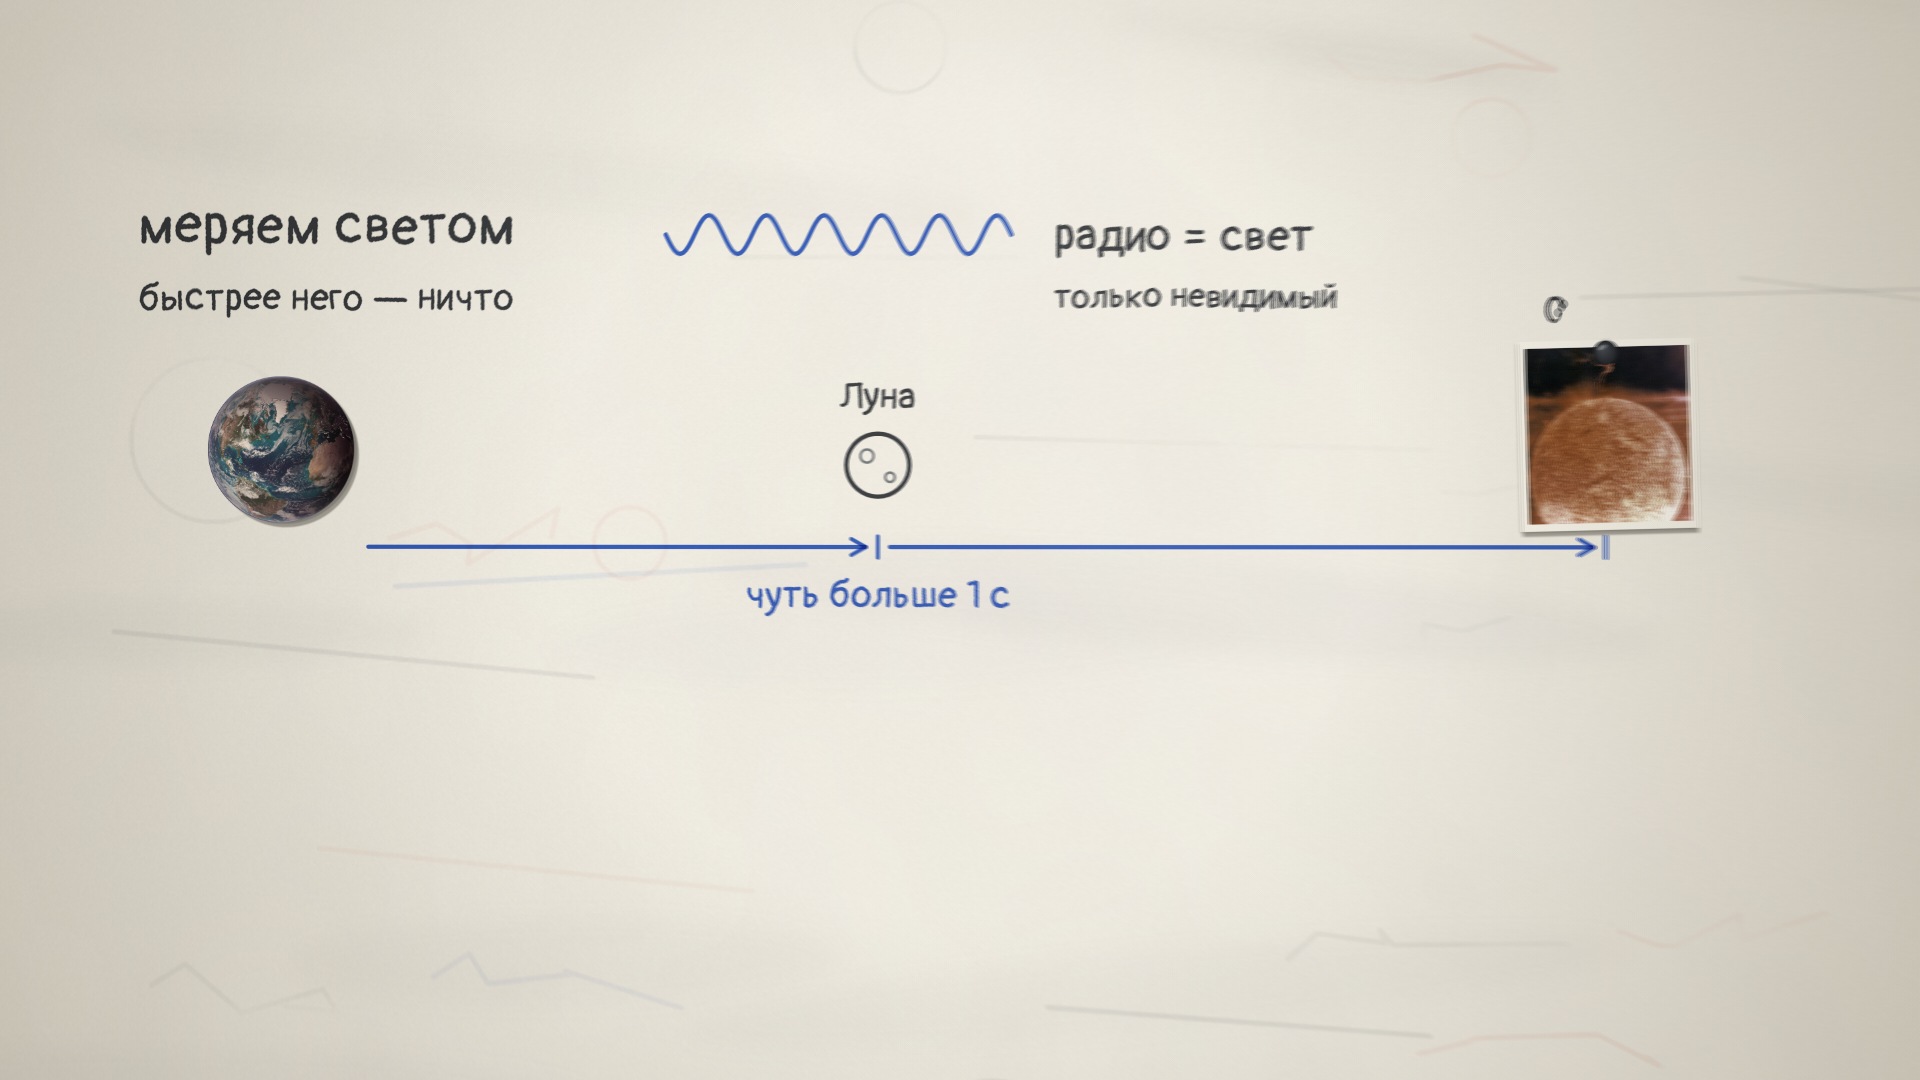 меряем светом
быстрее него — ничто
радио = свет
только невидимый
Луна
чуть больше 1 с